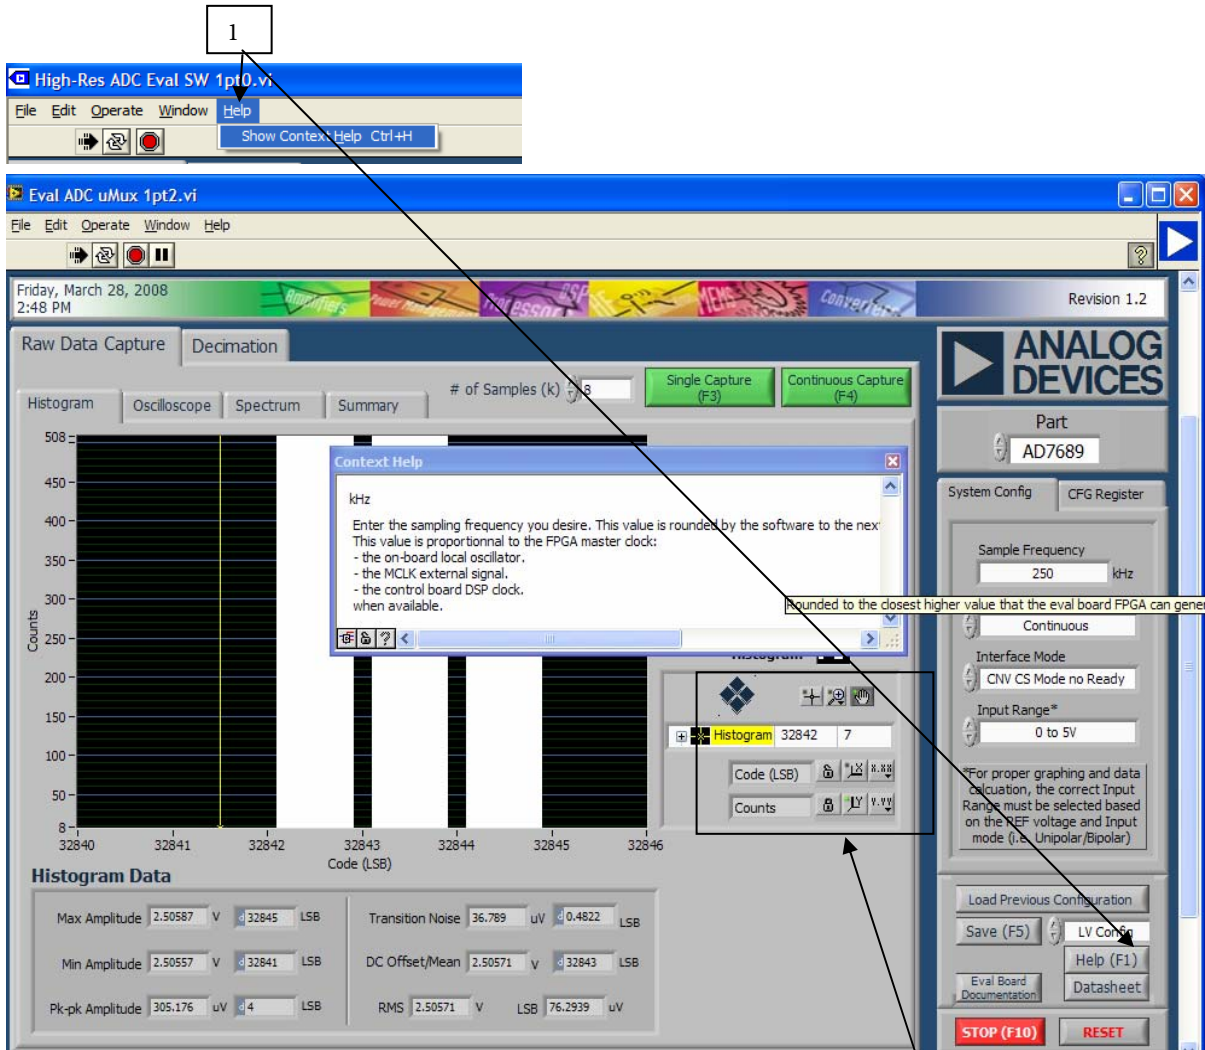 1
High-Res ADC Eval SW 1pt0.vi
File Edit Operate Window Help
Show Context Help Ctrl+H
Eval ADC uMux 1pt2.vi
File Edit Operate Window Help
Friday, March 28, 2008
2:48 PM
Amplifiers Power Management Processors DSP MEMS Converters
Revision 1.2
Raw Data Capture Decimation
ANALOG
DEVICES
# of Samples (k) 8
Single Capture
(F3)
Continuous Capture
(F4)
Histogram Oscilloscope Spectrum Summary
Part
AD7689
System Config CFG Register
Sample Frequency
250 kHz
Continuous
Interface Mode
CNV CS Mode no Ready
Input Range*
0 to 5V
*For proper graphing and data
calcuation, the correct Input
Range must be selected based
on the REF voltage and Input
mode (i.e. Unipolar/Bipolar)
Context Help
kHz
Enter the sampling frequency you desire. This value is rounded by the software to the nex
This value is proportionnal to the FPGA master clock:
- the on-board local oscillator.
- the MCLK external signal.
- the control board DSP clock.
when available.
Rounded to the closest higher value that the eval board FPGA can gener
508
450
400
350
300
250
200
150
100
50
8
Counts
32840 32841 32842 32843 32844 32845 32846
Code (LSB)
Histogram
Histogram 32842 7
Code (LSB) X X.XX
Counts Y Y.YY
Histogram Data
Max Amplitude 2.50587 V d 32845 LSB
Min Amplitude 2.50557 V d 32841 LSB
Pk-pk Amplitude 305.176 uV d 4 LSB
Transition Noise 36.789 uV d 0.4822 LSB
DC Offset/Mean 2.50571 V d 32843 LSB
RMS 2.50571 V LSB 76.2939 uV
Load Previous Configuration
Save (F5) LV Config
Help (F1)
Eval Board
Documentation
Datasheet
STOP (F10) RESET